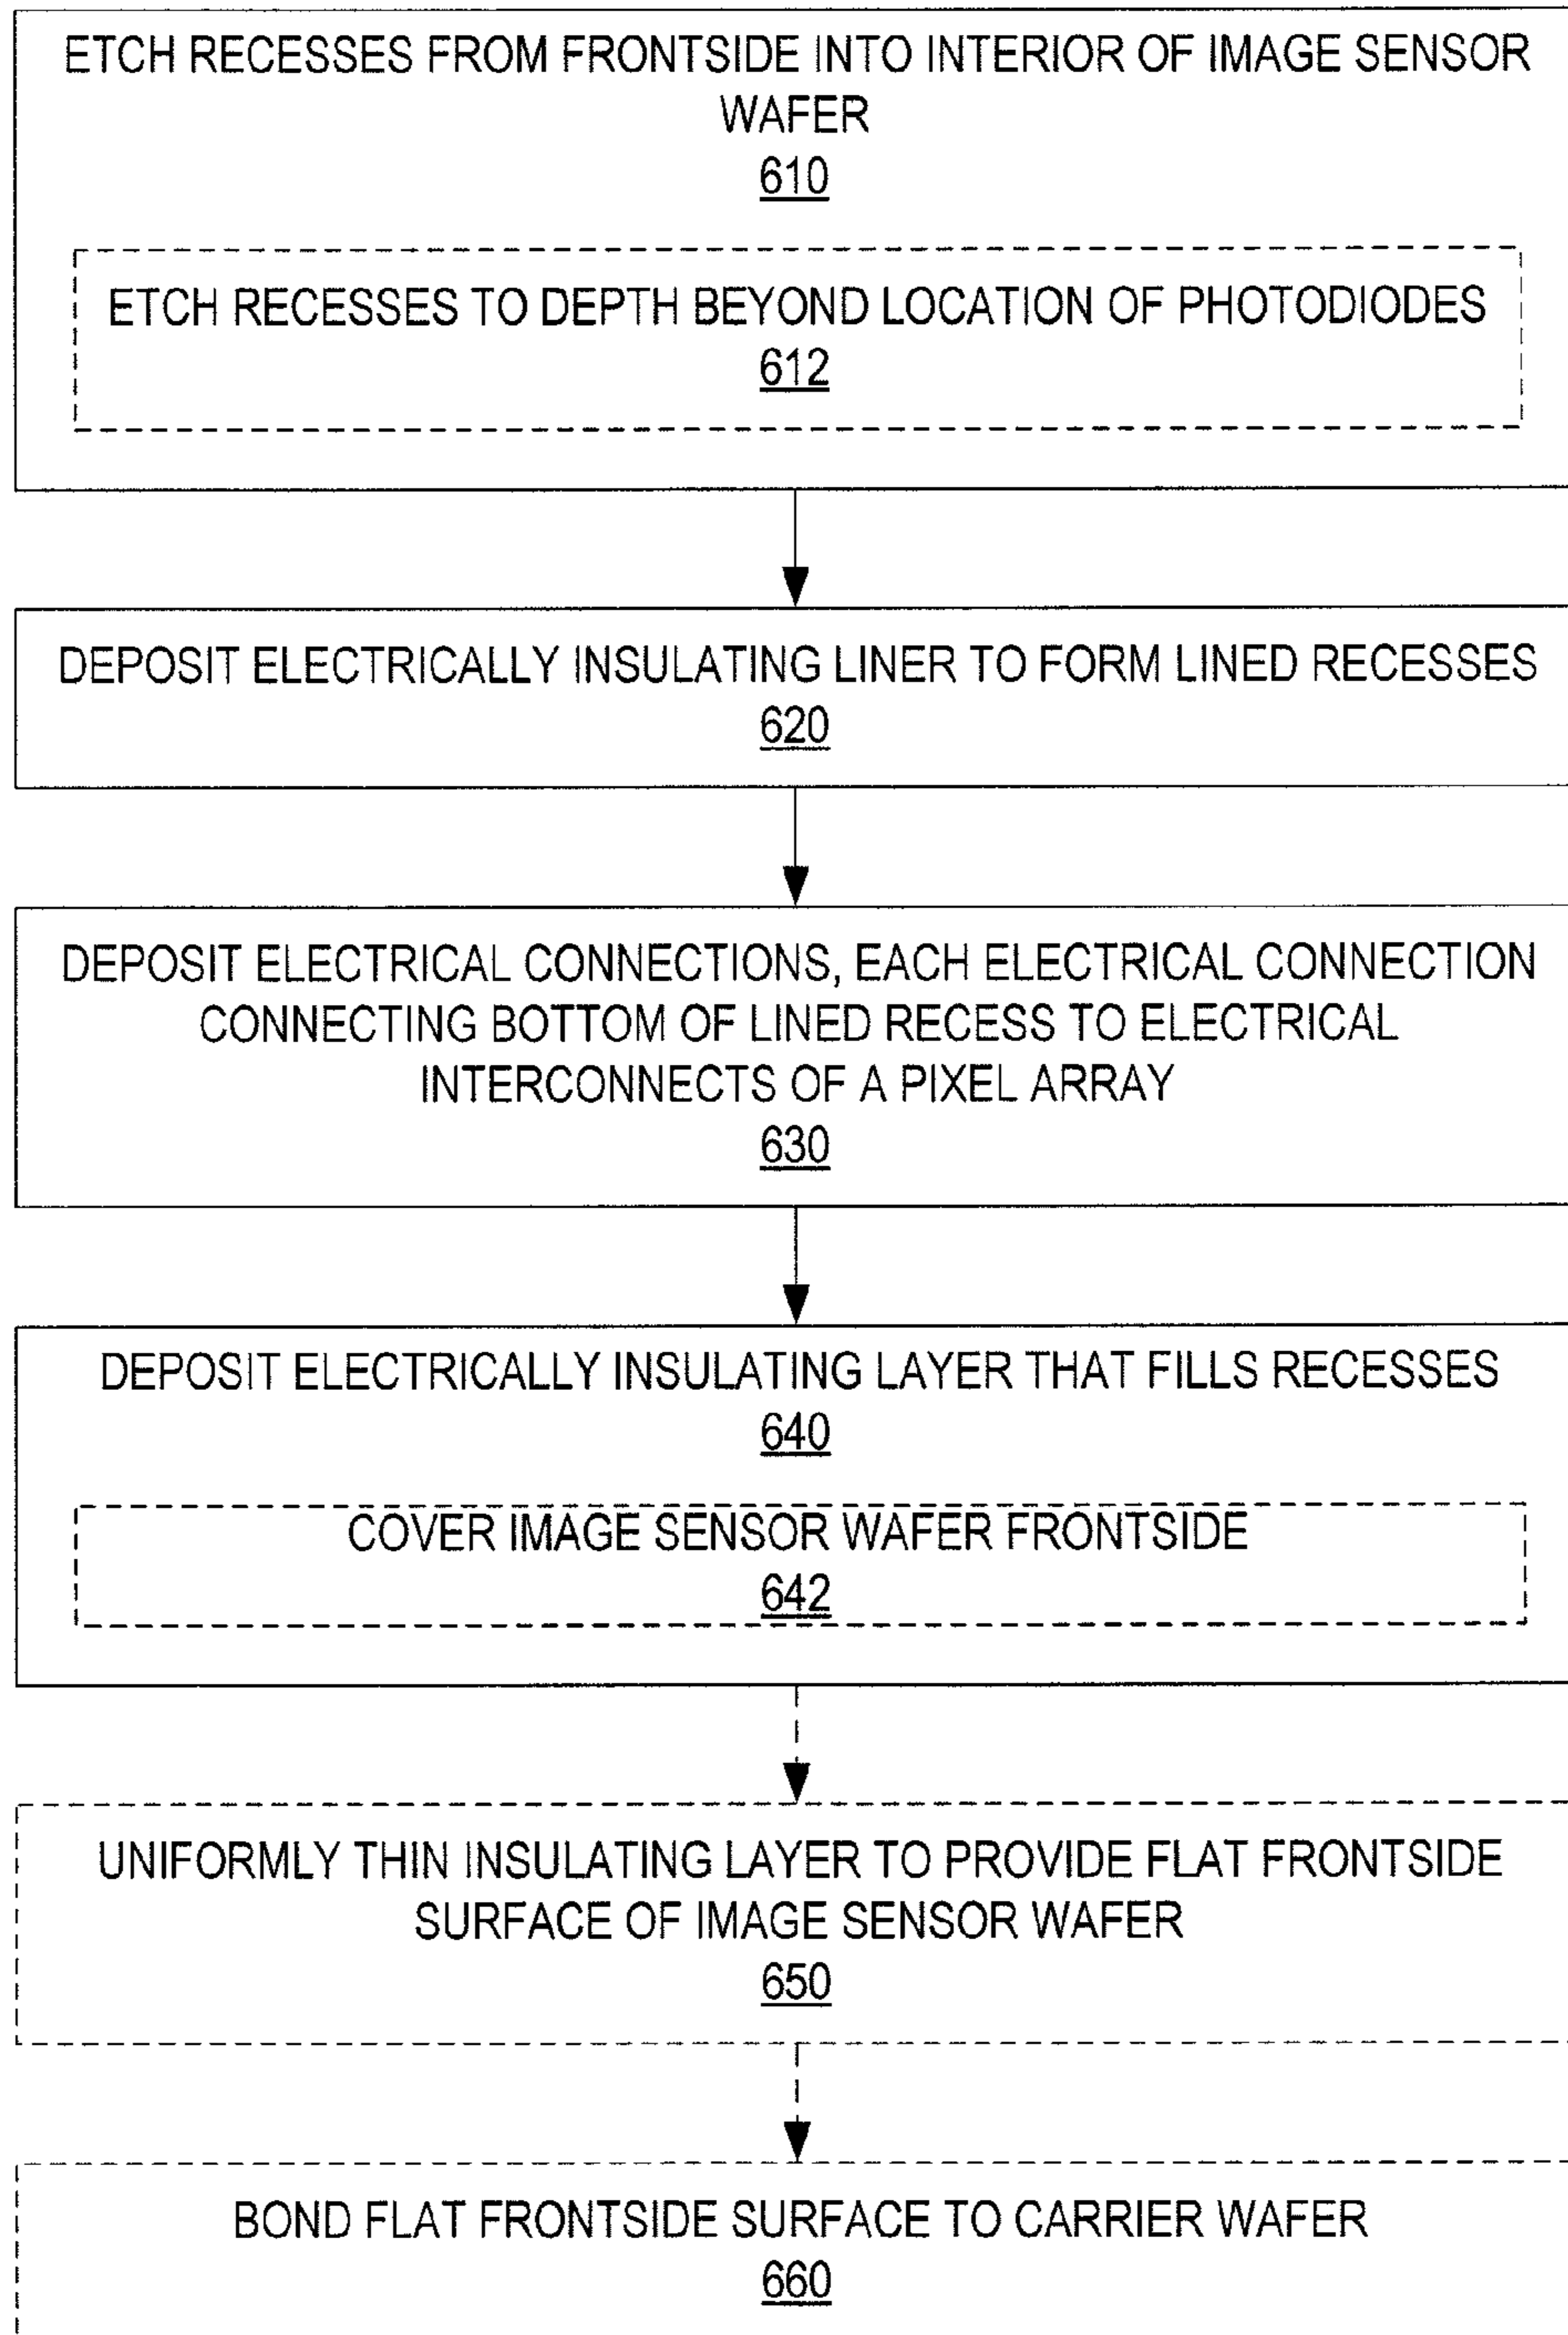 ETCH RECESSES FROM FRONTSIDE INTO INTERIOR OF IMAGE SENSOR
WAFER
610
ETCH RECESSES TO DEPTH BEYOND LOCATION OF PHOTODIODES
612
DEPOSIT ELECTRICALLY INSULATING LINER TO FORM LINED RECESSES
620
DEPOSIT ELECTRICAL CONNECTIONS, EACH ELECTRICAL CONNECTION
CONNECTING BOTTOM OF LINED RECESS TO ELECTRICAL
INTERCONNECTS OF A PIXEL ARRAY
630
DEPOSIT ELECTRICALLY INSULATING LAYER THAT FILLS RECESSES
640
COVER IMAGE SENSOR WAFER FRONTSIDE
642
UNIFORMLY THIN INSULATING LAYER TO PROVIDE FLAT FRONTSIDE
SURFACE OF IMAGE SENSOR WAFER
650
BOND FLAT FRONTSIDE SURFACE TO CARRIER WAFER
660